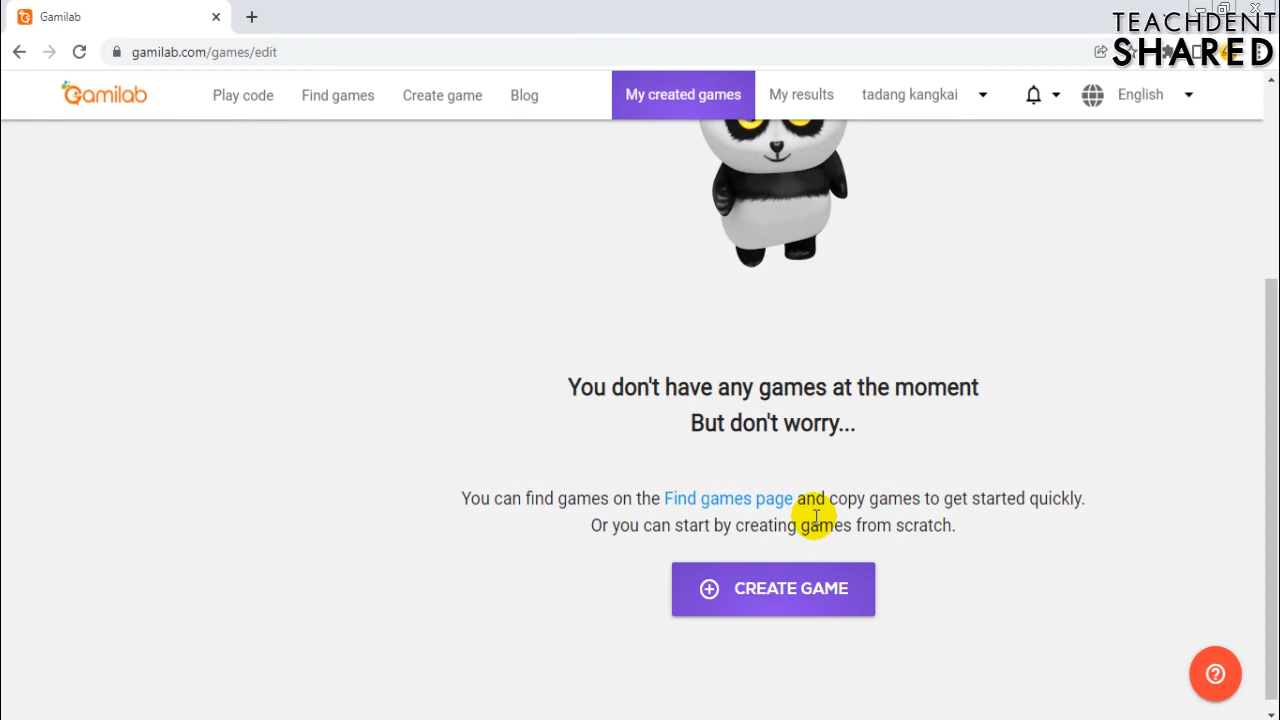 Gamilab
TEACHDENT
SHARED
gamilab.com/games/edit
Gamilab
Play code
Find games
Create game
Blog
My created games
My results
tadang kangkai
English
You don't have any games at the moment
But don't worry...
You can find games on the Find games page and copy games to get started quickly.
Or you can start by creating games from scratch.
CREATE GAME